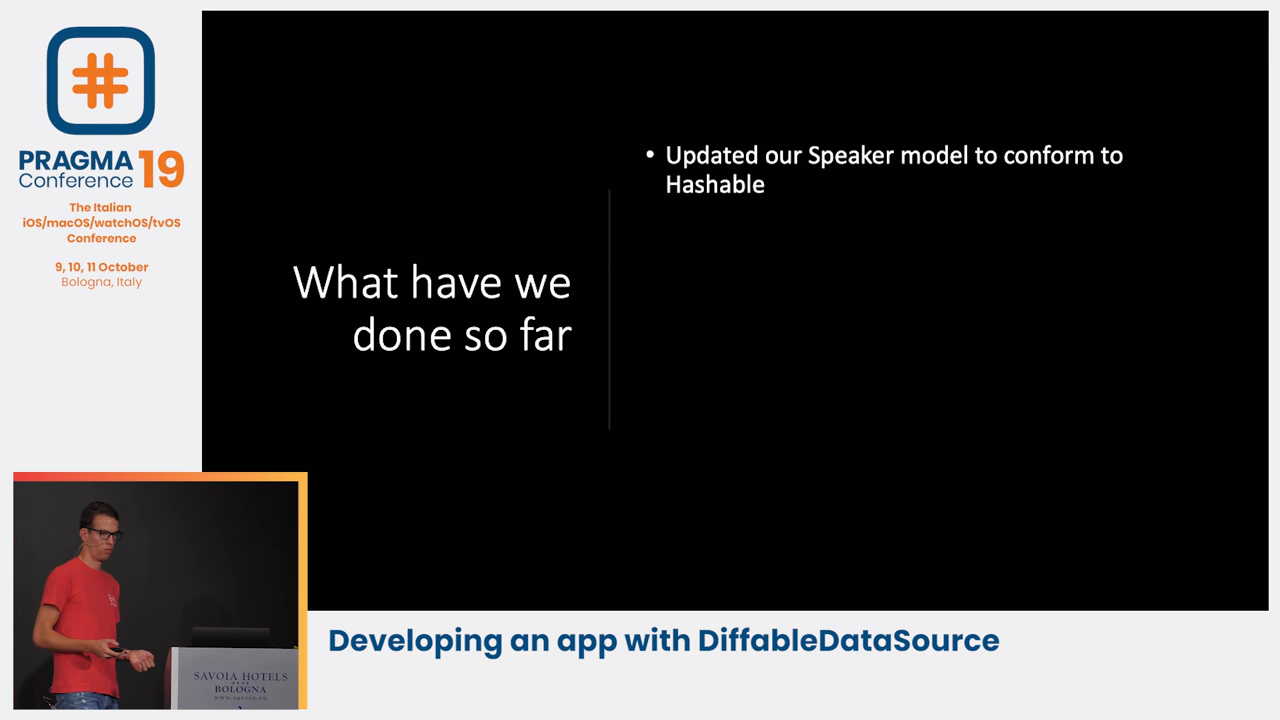 PRAGMA 19
Conference
The Italian
iOS/macOS/watchOS/tvOS
Conference
9, 10, 11 October
Bologna, Italy
What have we
done so far
• Updated our Speaker model to conform to
Hashable
SAVOIA HOTELS
BOLOGNA
Developing an app with DiffableDataSource